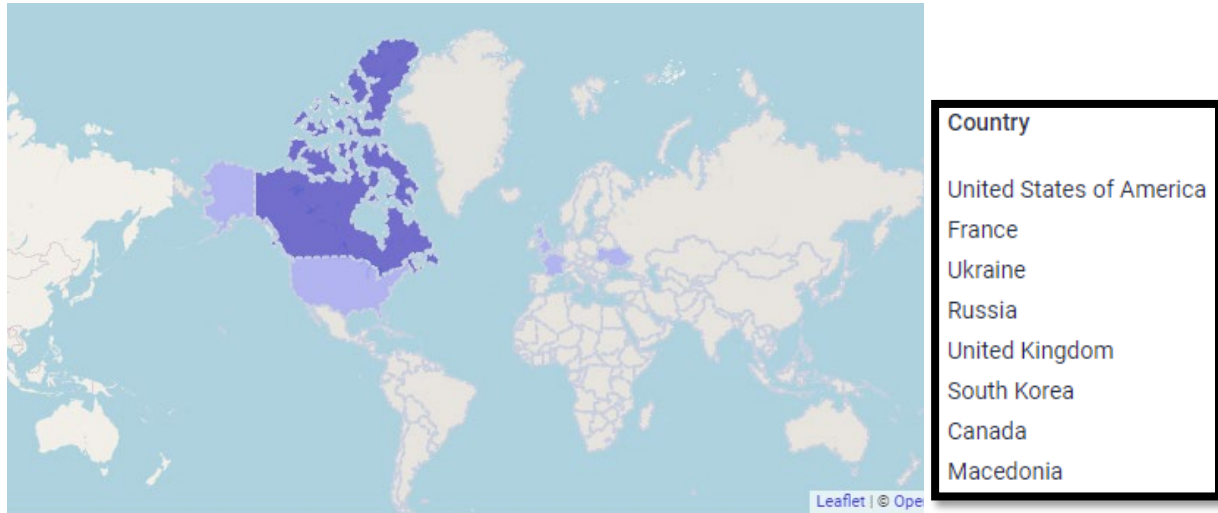 Country
United States of America
France
Ukraine
Russia
United Kingdom
South Korea
Canada
Macedonia
Leaflet | © Ope